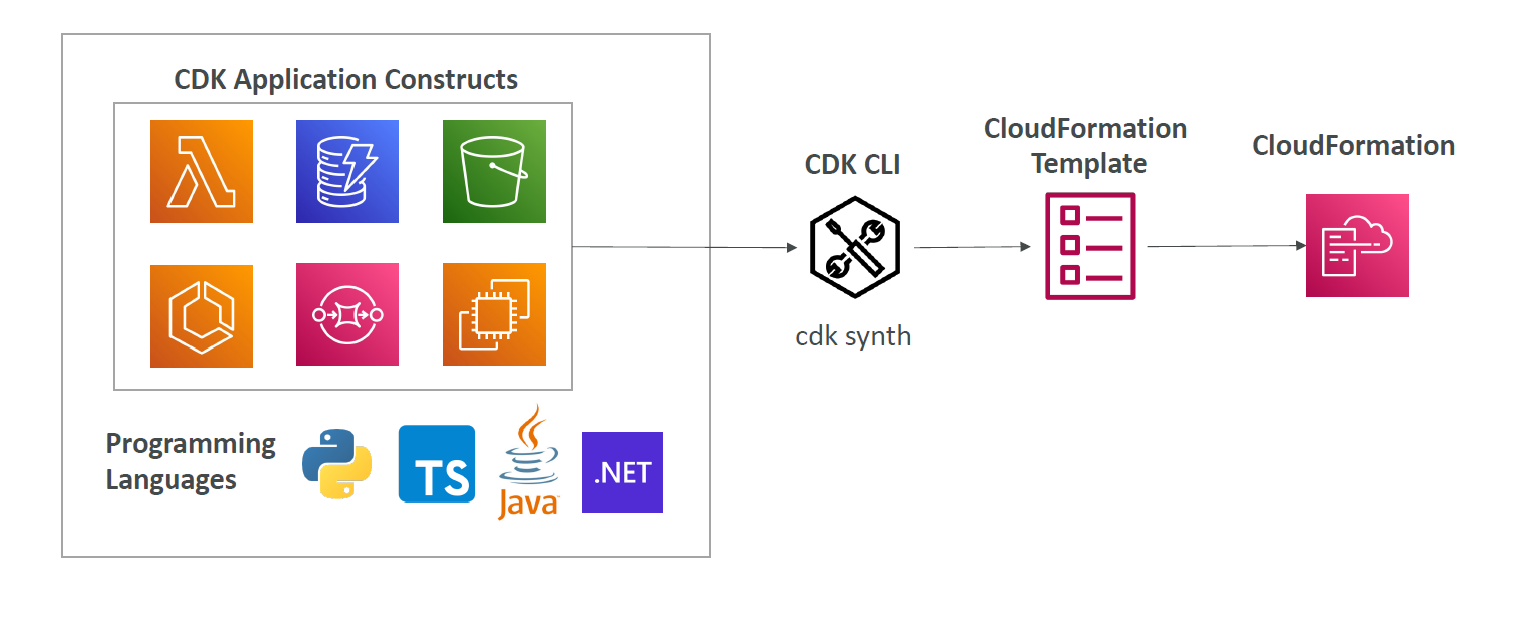 CDK Application Constructs
Programming
Languages
TS
Java
.NET
CDK CLI
cdk synth
CloudFormation
Template
CloudFormation